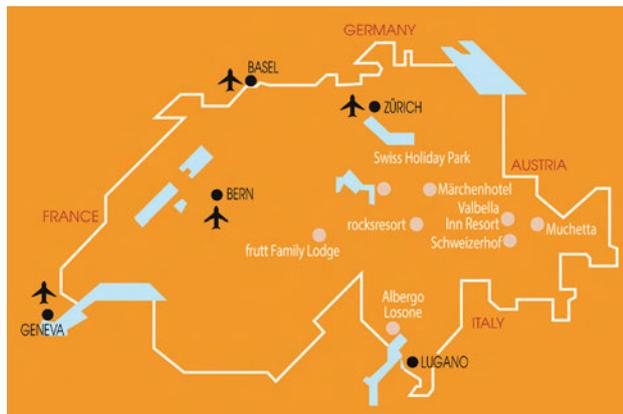 GERMANY
BASEL
ZÜRICH
Swiss Holiday Park
AUSTRIA
Märchenhotel
BERN
Valbella
Inn Resort
FRANCE
rocksresort
Muchetta
Schweizerhof
frutt Family Lodge
Albergo
Losone
ITALY
GENEVA
LUGANO